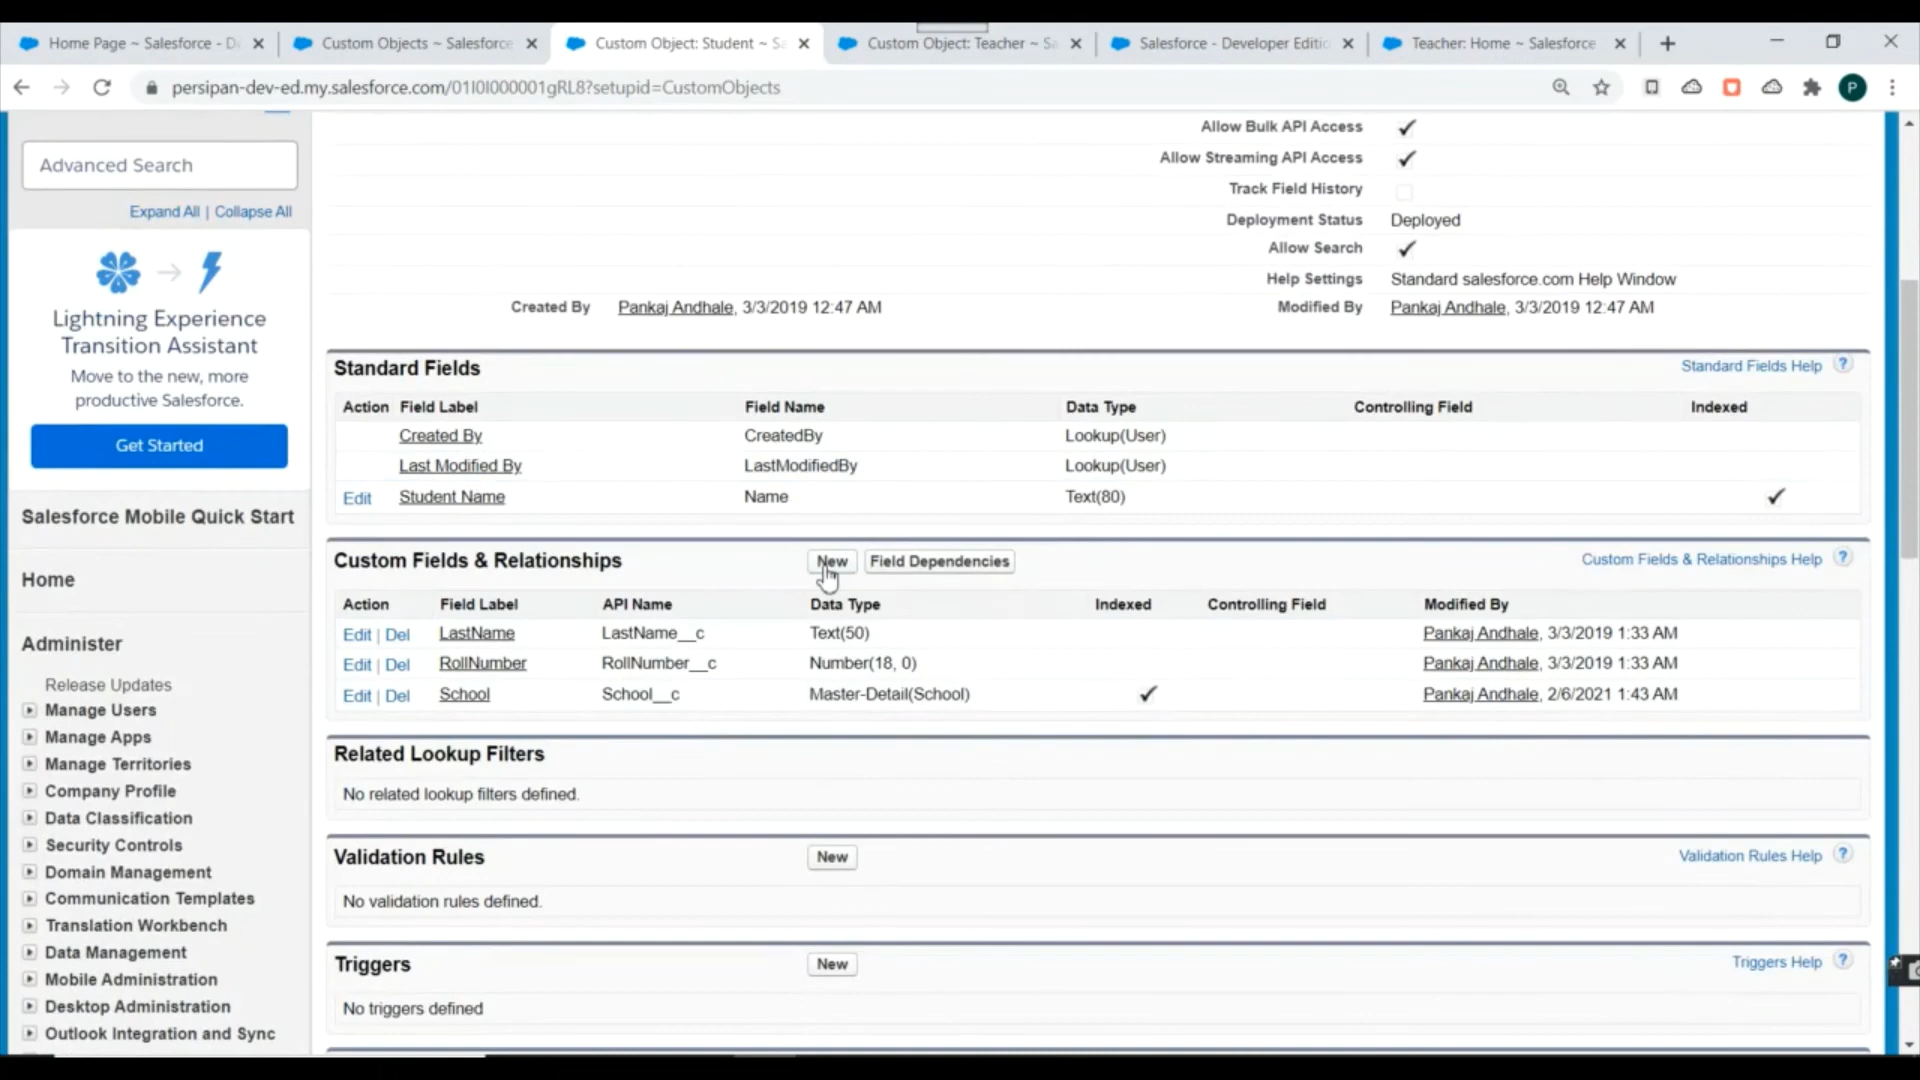 Home Page ~ Salesforce - D
Custom Objects ~ Salesforce
Custom Object: Student ~ Sa
Custom Object: Teacher ~ Sa
Salesforce - Developer Editio
Teacher: Home ~ Salesforce
persipan-dev-ed.my.salesforce.com/01I0I000001gRL8?setupid=CustomObjects
P
Advanced Search
Expand All | Collapse All
Lightning Experience
Transition Assistant
Move to the new, more
productive Salesforce.
Get Started
Salesforce Mobile Quick Start
Home
Administer
Release Updates
Manage Users
Manage Apps
Manage Territories
Company Profile
Data Classification
Security Controls
Domain Management
Communication Templates
Translation Workbench
Data Management
Mobile Administration
Desktop Administration
Outlook Integration and Sync
Allow Bulk API Access
Allow Streaming API Access
Track Field History
Deployment Status Deployed
Allow Search
Help Settings Standard salesforce.com Help Window
Created By Pankaj Andhale, 3/3/2019 12:47 AM Modified By Pankaj Andhale, 3/3/2019 12:47 AM
Standard Fields Standard Fields Help ?
Action Field Label Field Name Data Type Controlling Field Indexed
Created By CreatedBy Lookup(User)
Last Modified By LastModifiedBy Lookup(User)
Edit Student Name Name Text(80)
Custom Fields & Relationships New Field Dependencies Custom Fields & Relationships Help ?
Action Field Label API Name Data Type Indexed Controlling Field Modified By
Edit | Del LastName LastName__c Text(50) Pankaj Andhale, 3/3/2019 1:33 AM
Edit | Del RollNumber RollNumber__c Number(18, 0) Pankaj Andhale, 3/3/2019 1:33 AM
Edit | Del School School__c Master-Detail(School) Pankaj Andhale, 2/6/2021 1:43 AM
Related Lookup Filters
No related lookup filters defined.
Validation Rules New Validation Rules Help ?
No validation rules defined.
Triggers New Triggers Help ?
No triggers defined